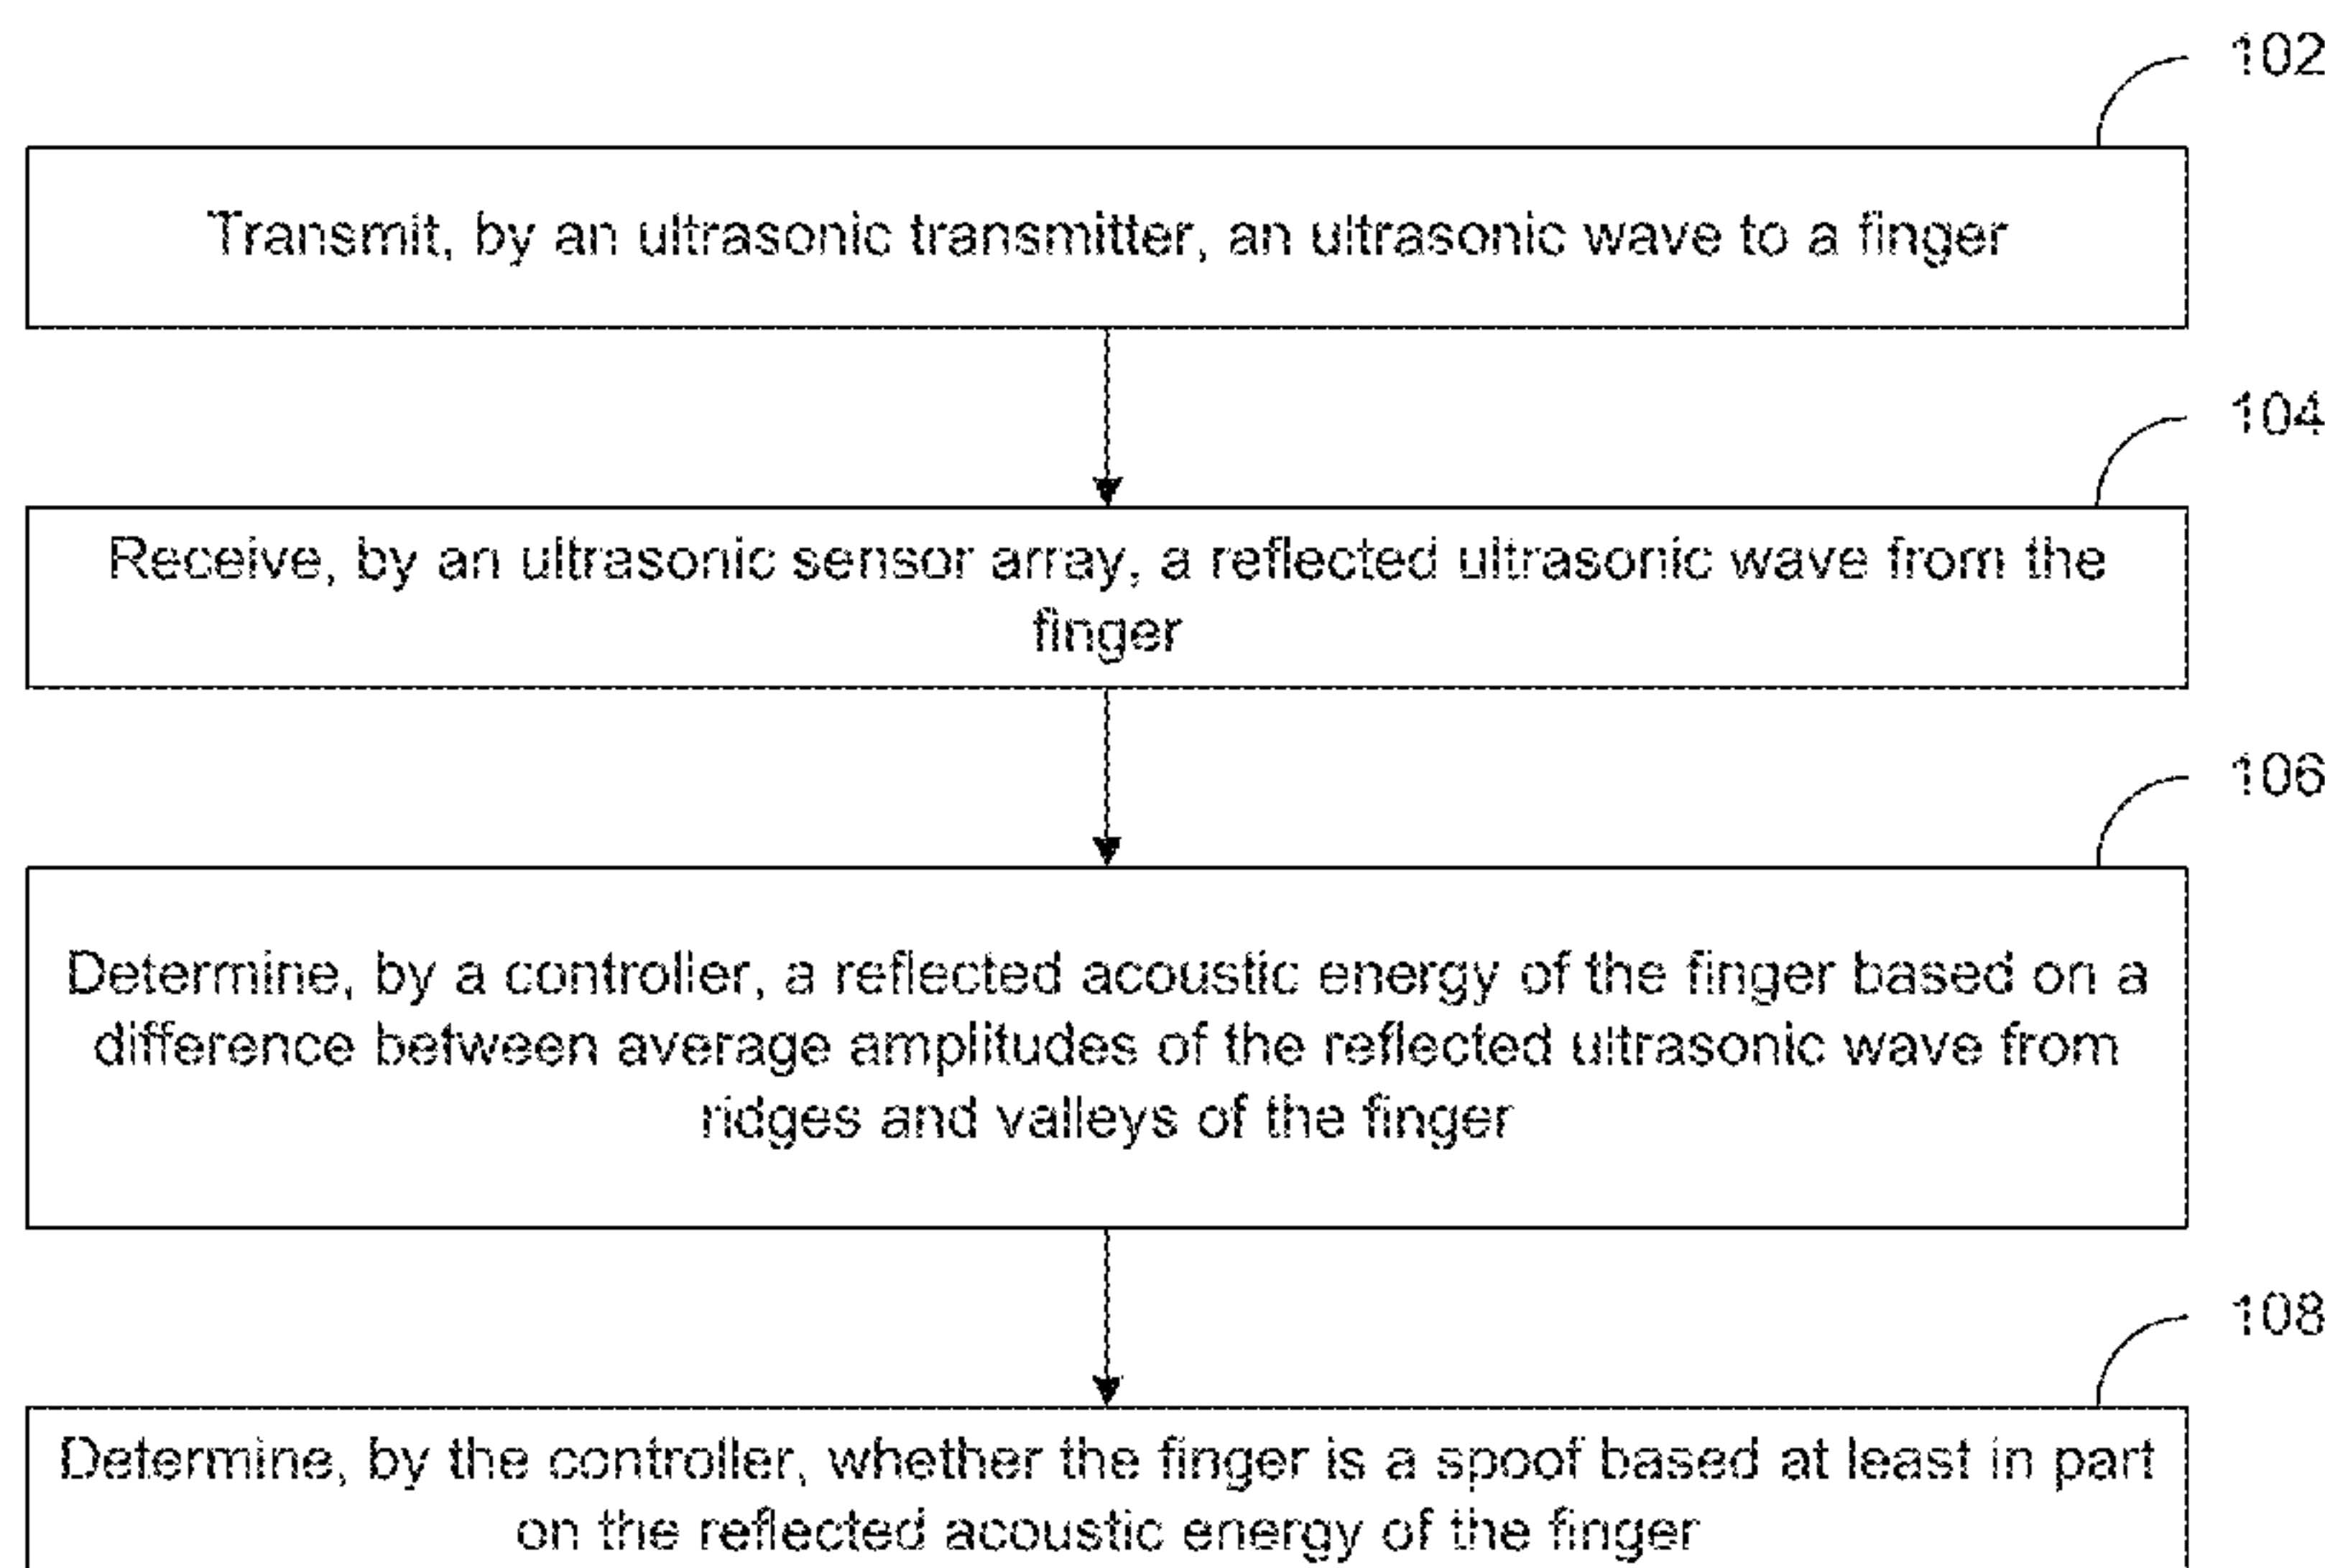 102
Transmit, by an ultrasonic transmitter, an ultrasonic wave to a finger
104
Receive, by an ultrasonic sensor array, a reflected ultrasonic wave from the
finger
106
Determine, by a controller, a reflected acoustic energy of the finger based on a
difference between average amplitudes of the reflected ultrasonic wave from
ridges and valleys of the finger
108
Determine, by the controller, whether the finger is a spoof based at least in part
on the reflected acoustic energy of the finger